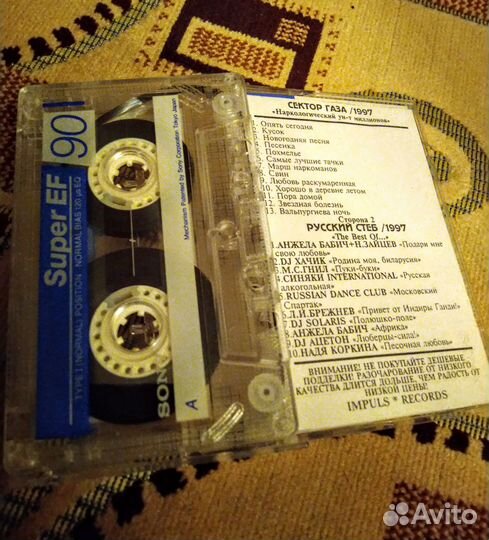 Super EF
90
TYPE I (NORMAL) POSITION NORMAL BIAS 120 µs EQ
Mechanism Patented by Sony Corporation Tokyo Japan
SON
A
СЕКТОР ГАЗА /1997
«Наркологический ун-т миллионов»
1. Опять сегодня
2. Кусок
3. Новогодняя песня
4. Песенка
5. Похмелье
6. Самые лучшие тачки
7. Марш наркоманов
8. Свин
9. Любовь раскумаренная
10. Хорошо в деревне летом
11. Пора домой
12. Звездная болезнь
13. Вальпургиева ночь
Сторона 2
РУССКИЙ СТЕБ /1997
«The Best Of...»
1.АНЖЕЛА БАБИЧ+Н.ЗАЙЦЕВ «Подари мне
свою любовь»
2.DJ ХАЧИК «Родина моя, биларусия»
3.М.С.ГНИЛ «Пуки-буки»
4.СИНЯКИ INTERNATIONAL «Русская
алкогольная»
5.RUSSIAN DANCE CLUB «Московский
Спартак»
6.Л.И.БРЕЖНЕВ «Привет от Индиры Ганди!»
7.DJ SOLARIS «Полюшко-поле»
8.АНЖЕЛА БАБИЧ «Африка»
9.DJ АЦЕТОН «Люберцы-сила!»
10.НАДЯ КОРКИНА «Песочная любовь»
ВНИМАНИЕ! НЕ ПОКУПАЙТЕ ДЕШЕВЫЕ
ПОДДЕЛКИ! РАЗОЧАРОВАНИЕ ОТ НИЗКОГО
КАЧЕСТВА ДЛИТСЯ ДОЛЬШЕ, ЧЕМ РАДОСТЬ ОТ
НИЗКОЙ ЦЕНЫ!
IMPULS * RECORDS
Avito